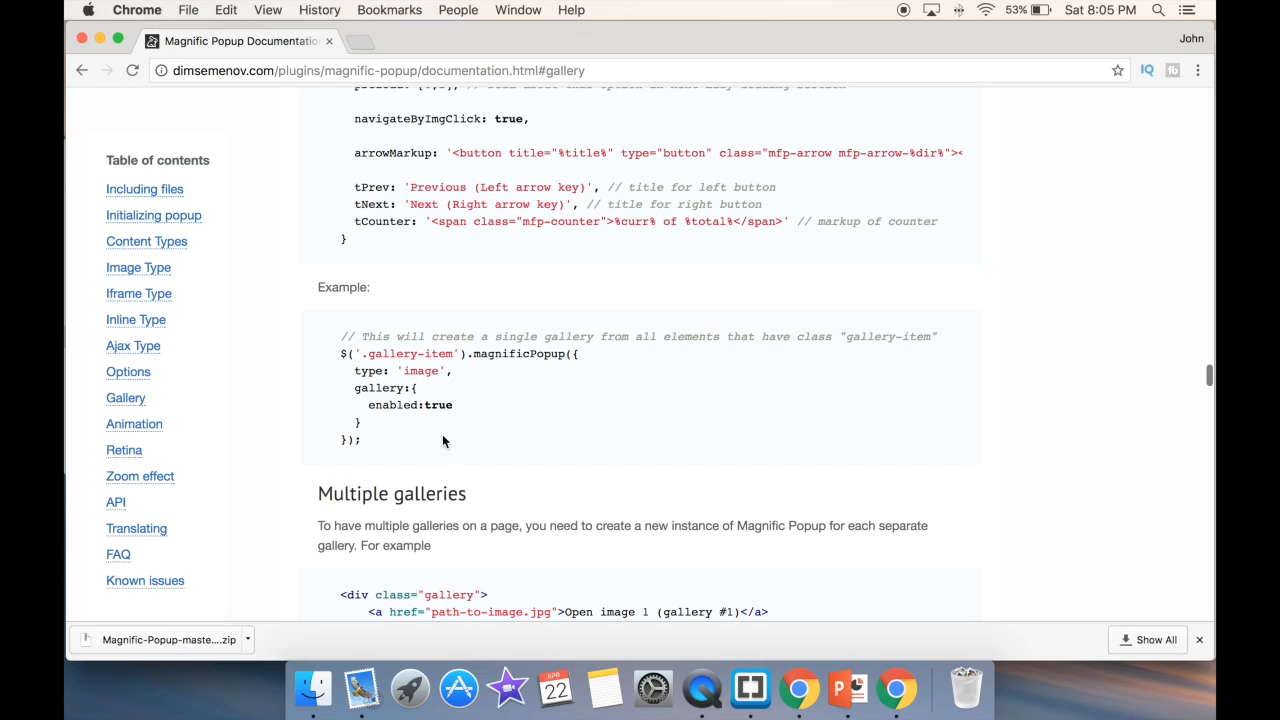 Chrome File Edit View History Bookmarks People Window Help 53% Sat 8:05 PM
Magnific Popup Documentatio × John
dimsemenov.com/plugins/magnific-popup/documentation.html#gallery
Table of contents
Including files
Initializing popup
Content Types
Image Type
Iframe Type
Inline Type
Ajax Type
Options
Gallery
Animation
Retina
Zoom effect
API
Translating
FAQ
Known issues
navigateByImgClick: true,
arrowMarkup: '<button title="%title%" type="button" class="mfp-arrow mfp-arrow-%dir%"><
tPrev: 'Previous (Left arrow key)', // title for left button
tNext: 'Next (Right arrow key)', // title for right button
tCounter: '<span class="mfp-counter">%curr% of %total%</span>' // markup of counter
}
Example:
// This will create a single gallery from all elements that have class "gallery-item"
$('.gallery-item').magnificPopup({
type: 'image',
gallery:{
enabled:true
}
});
Multiple galleries
To have multiple galleries on a page, you need to create a new instance of Magnific Popup for each separate
gallery. For example
<div class="gallery">
<a href="path-to-image.jpg">Open image 1 (gallery #1)</a>
Magnific-Popup-maste....zip Show All ×
APR
22